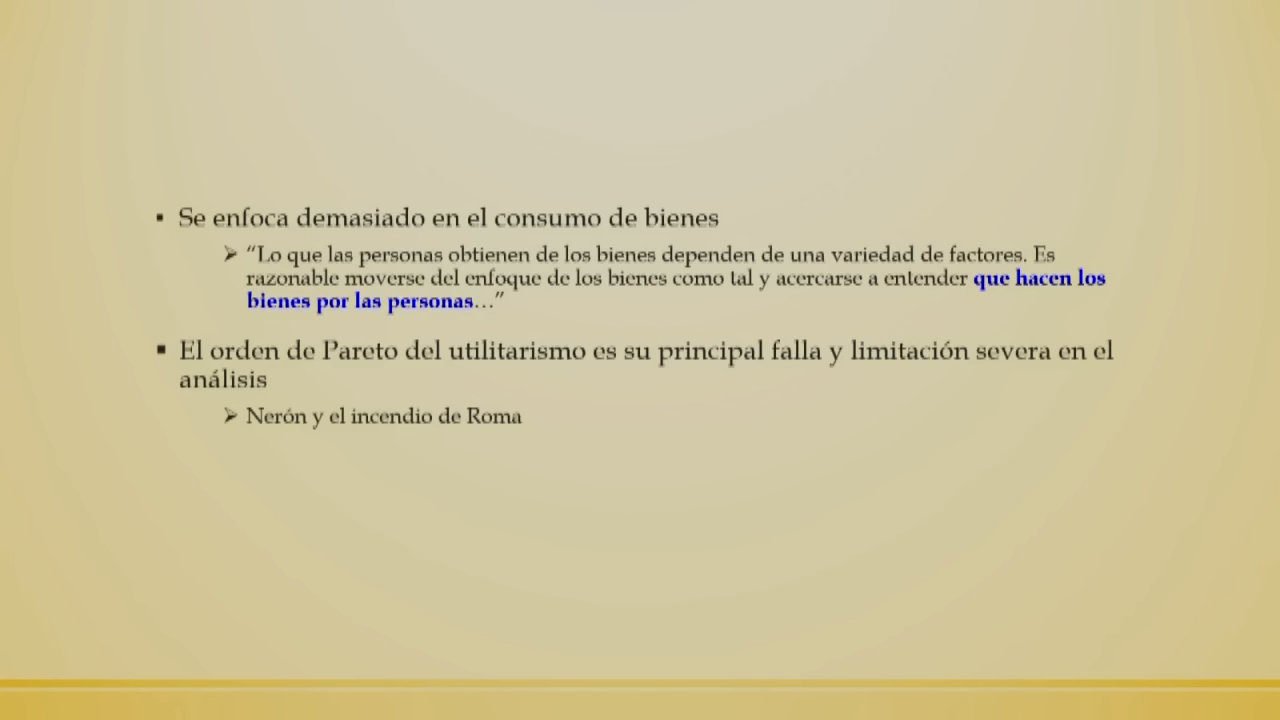 ▪ Se enfoca demasiado en el consumo de bienes
➢ “Lo que las personas obtienen de los bienes dependen de una variedad de factores. Es
razonable moverse del enfoque de los bienes como tal y acercarse a entender que hacen los
bienes por las personas…”
▪ El orden de Pareto del utilitarismo es su principal falla y limitación severa en el
análisis
➢ Nerón y el incendio de Roma